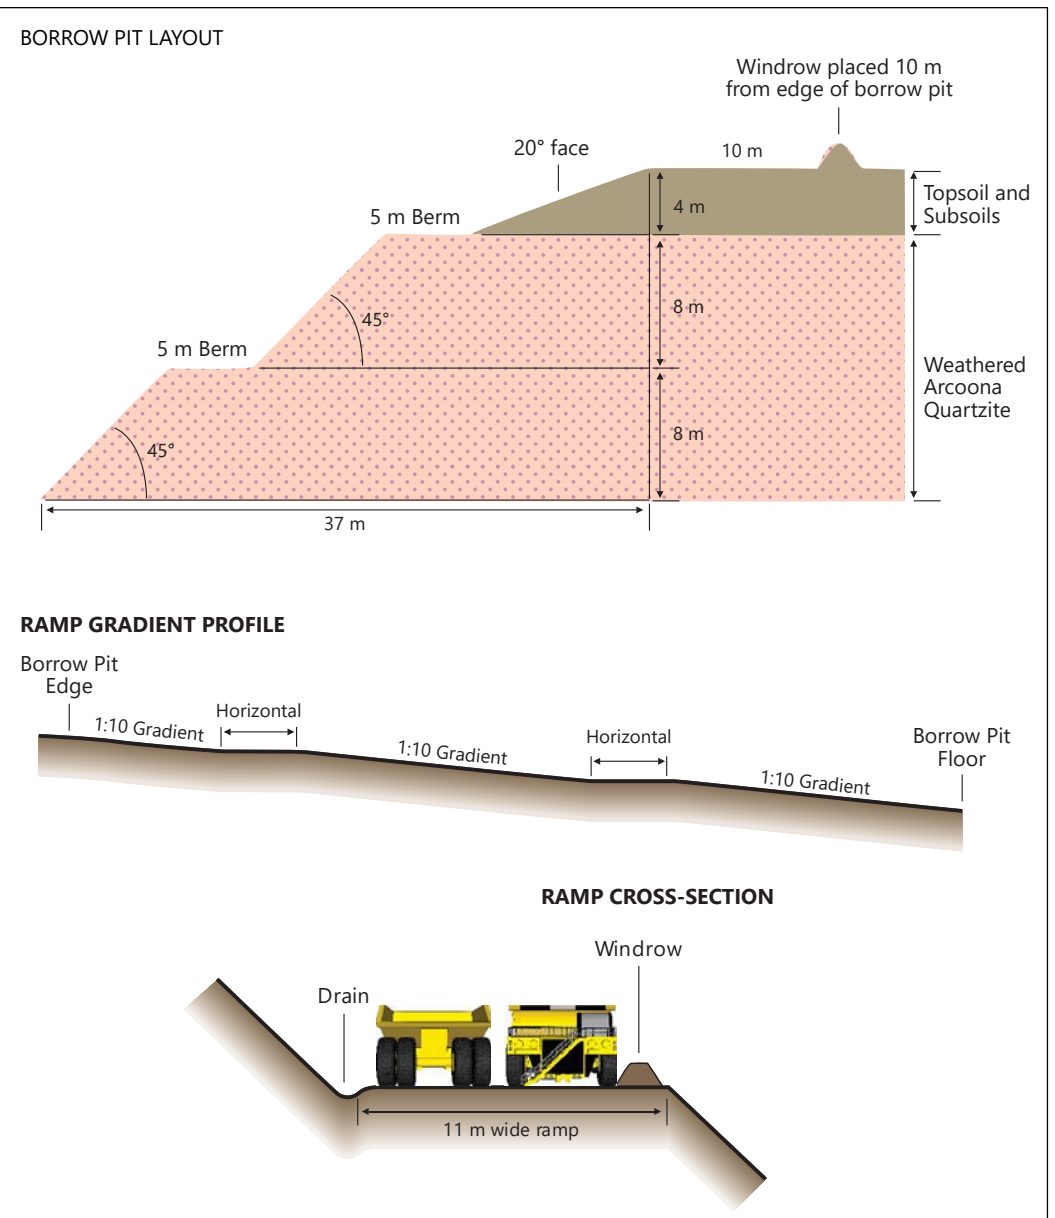 BORROW PIT LAYOUT
Windrow placed 10 m
from edge of borrow pit
20° face
10 m
5 m Berm
4 m
Topsoil and
Subsoils
8 m
45°
5 m Berm
Weathered
Arcoona
Quartzite
8 m
45°
37 m
RAMP GRADIENT PROFILE
Borrow Pit
Edge
1:10 Gradient
Horizontal
1:10 Gradient
Horizontal
1:10 Gradient
Borrow Pit
Floor
RAMP CROSS-SECTION
Windrow
Drain
11 m wide ramp